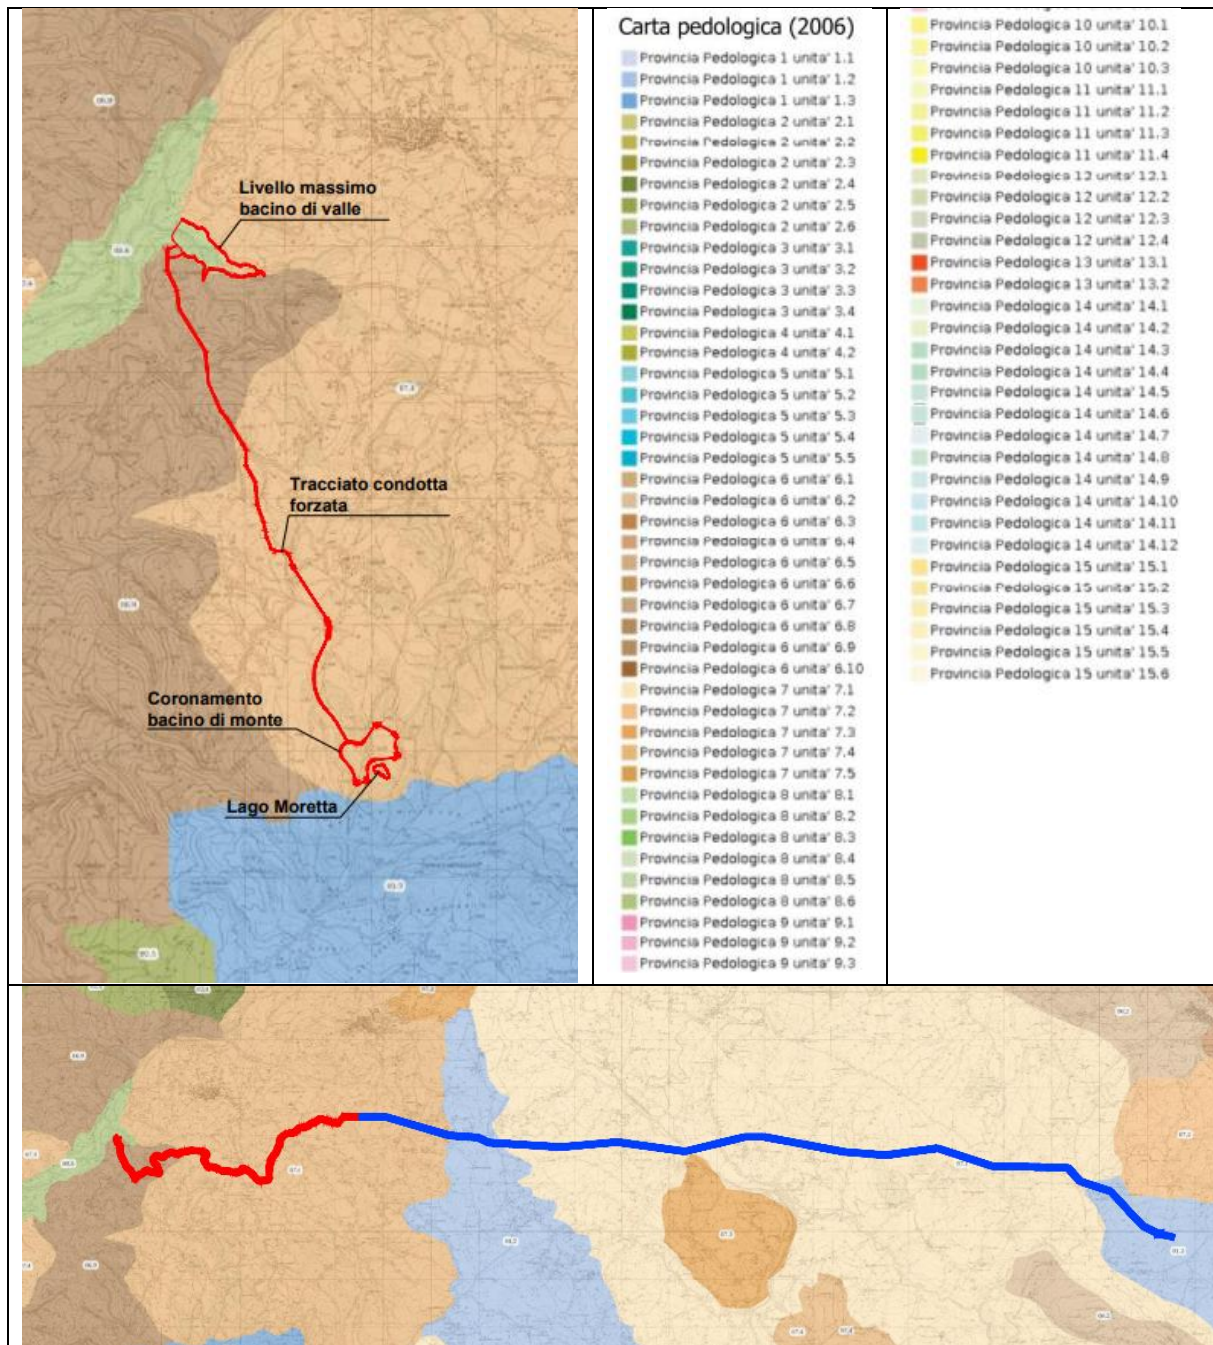 Livello massimo
bacino di valle
Tracciato condotta
forzata
Coronamento
bacino di monte
Lago Moretta
Carta pedologica (2006)
Provincia Pedologica 1 unita' 1.1
Provincia Pedologica 1 unita' 1.2
Provincia Pedologica 1 unita' 1.3
Provincia Pedologica 2 unita' 2.1
Provincia Pedologica 2 unita' 2.2
Provincia Pedologica 2 unita' 2.3
Provincia Pedologica 2 unita' 2.4
Provincia Pedologica 2 unita' 2.5
Provincia Pedologica 2 unita' 2.6
Provincia Pedologica 3 unita' 3.1
Provincia Pedologica 3 unita' 3.2
Provincia Pedologica 3 unita' 3.3
Provincia Pedologica 3 unita' 3.4
Provincia Pedologica 4 unita' 4.1
Provincia Pedologica 4 unita' 4.2
Provincia Pedologica 5 unita' 5.1
Provincia Pedologica 5 unita' 5.2
Provincia Pedologica 5 unita' 5.3
Provincia Pedologica 5 unita' 5.4
Provincia Pedologica 5 unita' 5.5
Provincia Pedologica 6 unita' 6.1
Provincia Pedologica 6 unita' 6.2
Provincia Pedologica 6 unita' 6.3
Provincia Pedologica 6 unita' 6.4
Provincia Pedologica 6 unita' 6.5
Provincia Pedologica 6 unita' 6.6
Provincia Pedologica 6 unita' 6.7
Provincia Pedologica 6 unita' 6.8
Provincia Pedologica 6 unita' 6.9
Provincia Pedologica 6 unita' 6.10
Provincia Pedologica 7 unita' 7.1
Provincia Pedologica 7 unita' 7.2
Provincia Pedologica 7 unita' 7.3
Provincia Pedologica 7 unita' 7.4
Provincia Pedologica 7 unita' 7.5
Provincia Pedologica 8 unita' 8.1
Provincia Pedologica 8 unita' 8.2
Provincia Pedologica 8 unita' 8.3
Provincia Pedologica 8 unita' 8.4
Provincia Pedologica 8 unita' 8.5
Provincia Pedologica 8 unita' 8.6
Provincia Pedologica 9 unita' 9.1
Provincia Pedologica 9 unita' 9.2
Provincia Pedologica 9 unita' 9.3
Provincia Pedologica 10 unita' 10.1
Provincia Pedologica 10 unita' 10.2
Provincia Pedologica 10 unita' 10.3
Provincia Pedologica 11 unita' 11.1
Provincia Pedologica 11 unita' 11.2
Provincia Pedologica 11 unita' 11.3
Provincia Pedologica 11 unita' 11.4
Provincia Pedologica 12 unita' 12.1
Provincia Pedologica 12 unita' 12.2
Provincia Pedologica 12 unita' 12.3
Provincia Pedologica 12 unita' 12.4
Provincia Pedologica 13 unita' 13.1
Provincia Pedologica 13 unita' 13.2
Provincia Pedologica 14 unita' 14.1
Provincia Pedologica 14 unita' 14.2
Provincia Pedologica 14 unita' 14.3
Provincia Pedologica 14 unita' 14.4
Provincia Pedologica 14 unita' 14.5
Provincia Pedologica 14 unita' 14.6
Provincia Pedologica 14 unita' 14.7
Provincia Pedologica 14 unita' 14.8
Provincia Pedologica 14 unita' 14.9
Provincia Pedologica 14 unita' 14.10
Provincia Pedologica 14 unita' 14.11
Provincia Pedologica 14 unita' 14.12
Provincia Pedologica 15 unita' 15.1
Provincia Pedologica 15 unita' 15.2
Provincia Pedologica 15 unita' 15.3
Provincia Pedologica 15 unita' 15.4
Provincia Pedologica 15 unita' 15.5
Provincia Pedologica 15 unita' 15.6